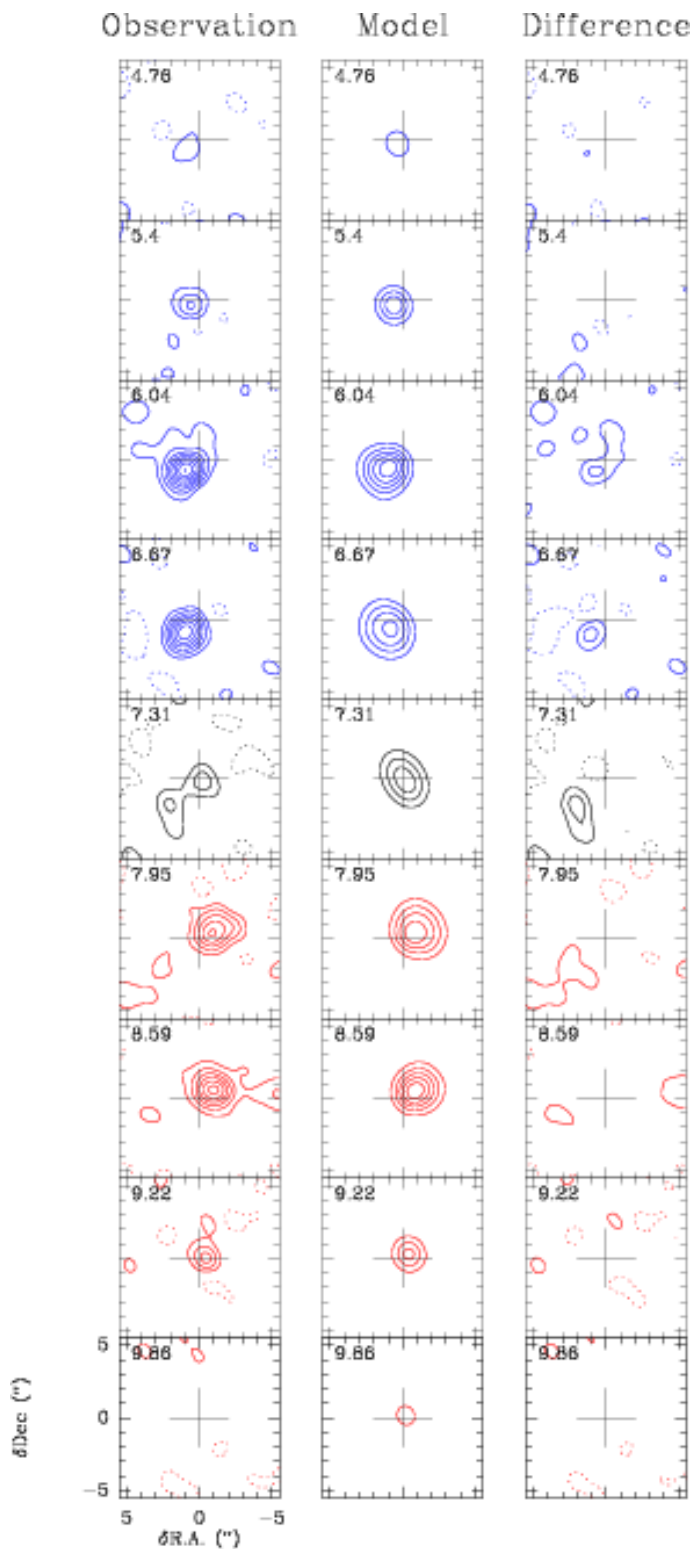 Observation Model Difference
4.76 4.76 4.76
5.4 5.4 5.4
6.04 6.04 6.04
6.67 6.67 6.67
7.31 7.31 7.31
7.95 7.95 7.95
8.59 8.59 8.59
9.22 9.22 9.22
5 9.86 9.86 9.86
0
δDec (")
−5
5 0 −5
δR.A. (")